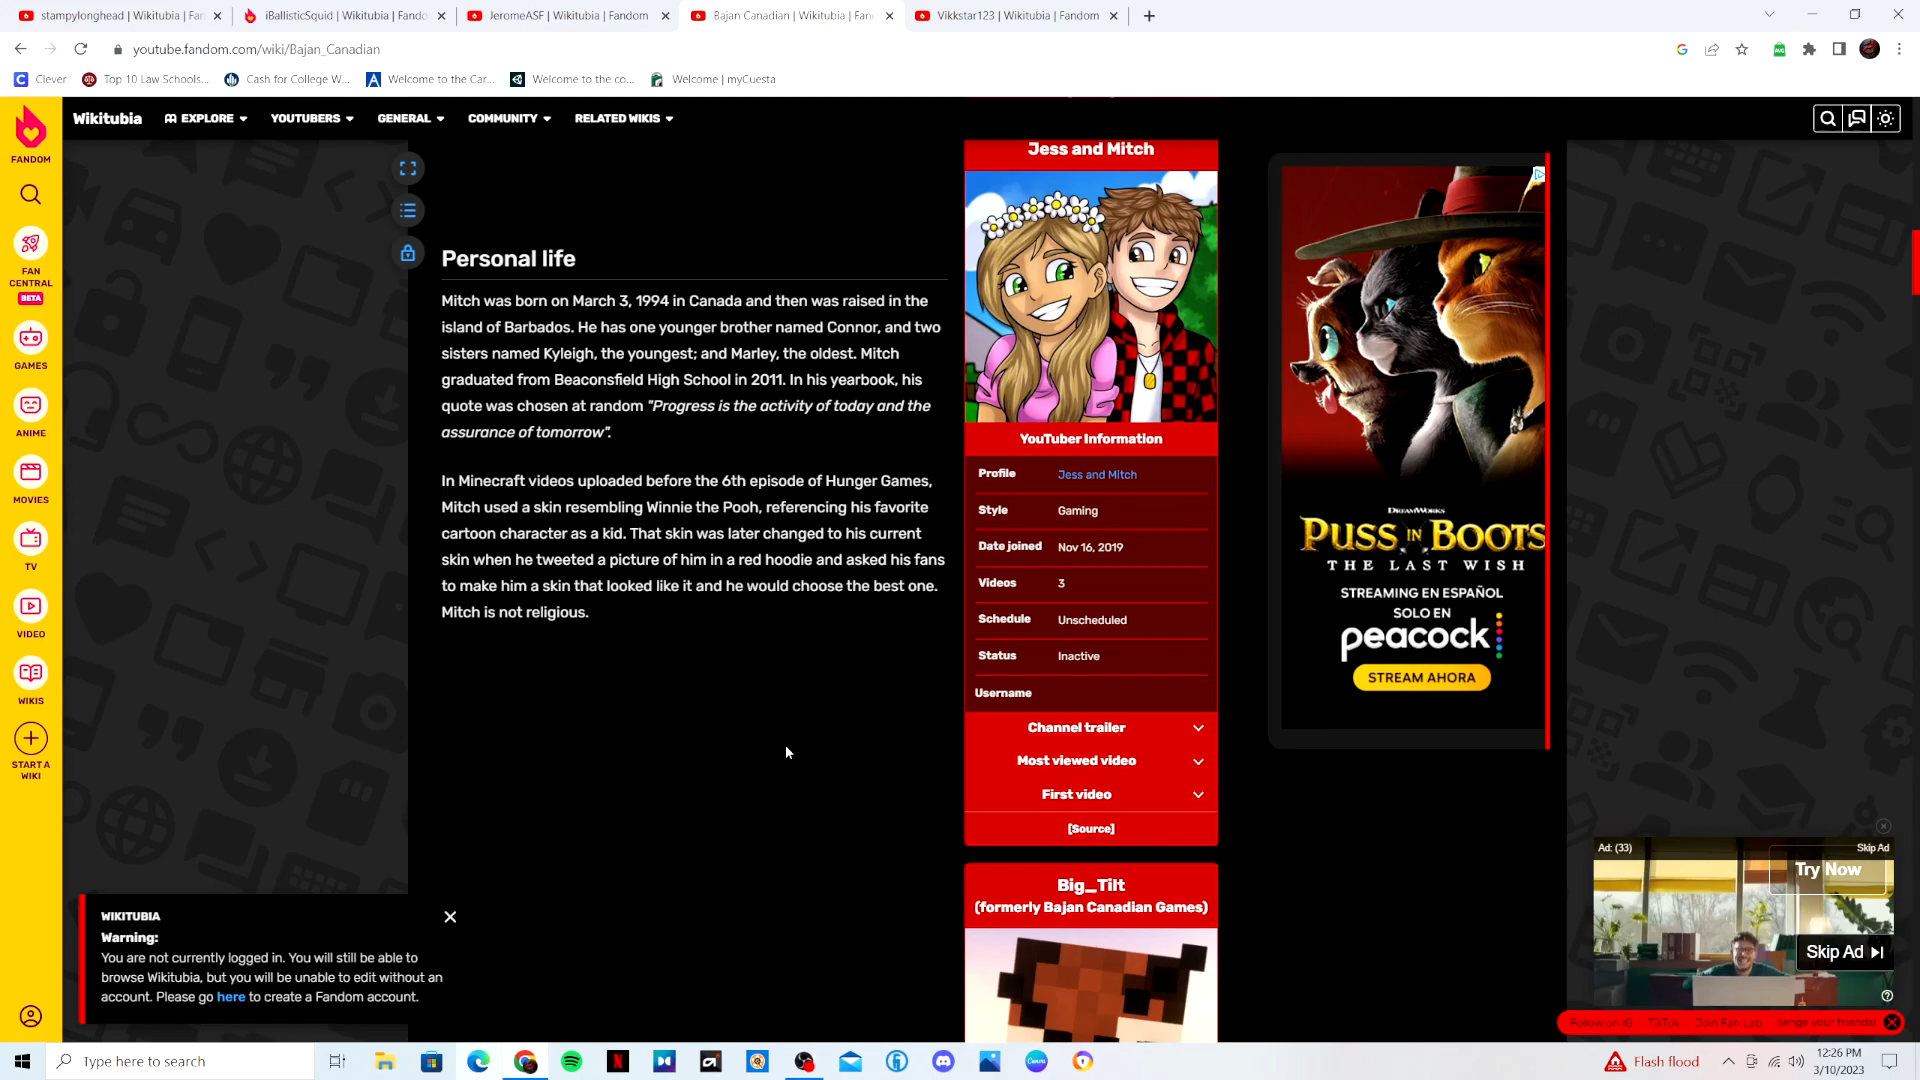 stampylonghead | Wikitubia | Fan
iBallisticSquid | Wikitubia | Fando
JeromeASF | Wikitubia | Fandom
Bajan Canadian | Wikitubia | Fan
Vikkstar123 | Wikitubia | Fandom
youtube.fandom.com/wiki/Bajan_Canadian
Clever
Top 10 Law Schools...
Cash for College W...
Welcome to the Car...
Welcome to the co...
Welcome | myCuesta
Wikitubia
EXPLORE
YOUTUBERS
GENERAL
COMMUNITY
RELATED WIKIS
FANDOM
FAN
CENTRAL
BETA
GAMES
ANIME
MOVIES
TV
VIDEO
WIKIS
START A
WIKI
Personal life
Mitch was born on March 3, 1994 in Canada and then was raised in the
island of Barbados. He has one younger brother named Connor, and two
sisters named Kyleigh, the youngest; and Marley, the oldest. Mitch
graduated from Beaconsfield High School in 2011. In his yearbook, his
quote was chosen at random "Progress is the activity of today and the
assurance of tomorrow".
In Minecraft videos uploaded before the 6th episode of Hunger Games,
Mitch used a skin resembling Winnie the Pooh, referencing his favorite
cartoon character as a kid. That skin was later changed to his current
skin when he tweeted a picture of him in a red hoodie and asked his fans
to make him a skin that looked like it and he would choose the best one.
Mitch is not religious.
Jess and Mitch
YouTuber Information
Profile Jess and Mitch
Style Gaming
Date joined Nov 16, 2019
Videos 3
Schedule Unscheduled
Status Inactive
Username
Channel trailer
Most viewed video
First video
[Source]
Big_Tilt
(formerly Bajan Canadian Games)
DREAMWORKS
PUSS IN BOOTS
THE LAST WISH
STREAMING EN ESPAÑOL
SOLO EN
peacock
STREAM AHORA
WIKITUBIA
Warning:
You are not currently logged in. You will still be able to
browse Wikitubia, but you will be unable to edit without an
account. Please go here to create a Fandom account.
Ad: (33)
Skip Ad
Try Now
Skip Ad
Follow on IG
TikTok
Join Fan Lab
Type here to search
Flash flood
12:26 PM
3/10/2023